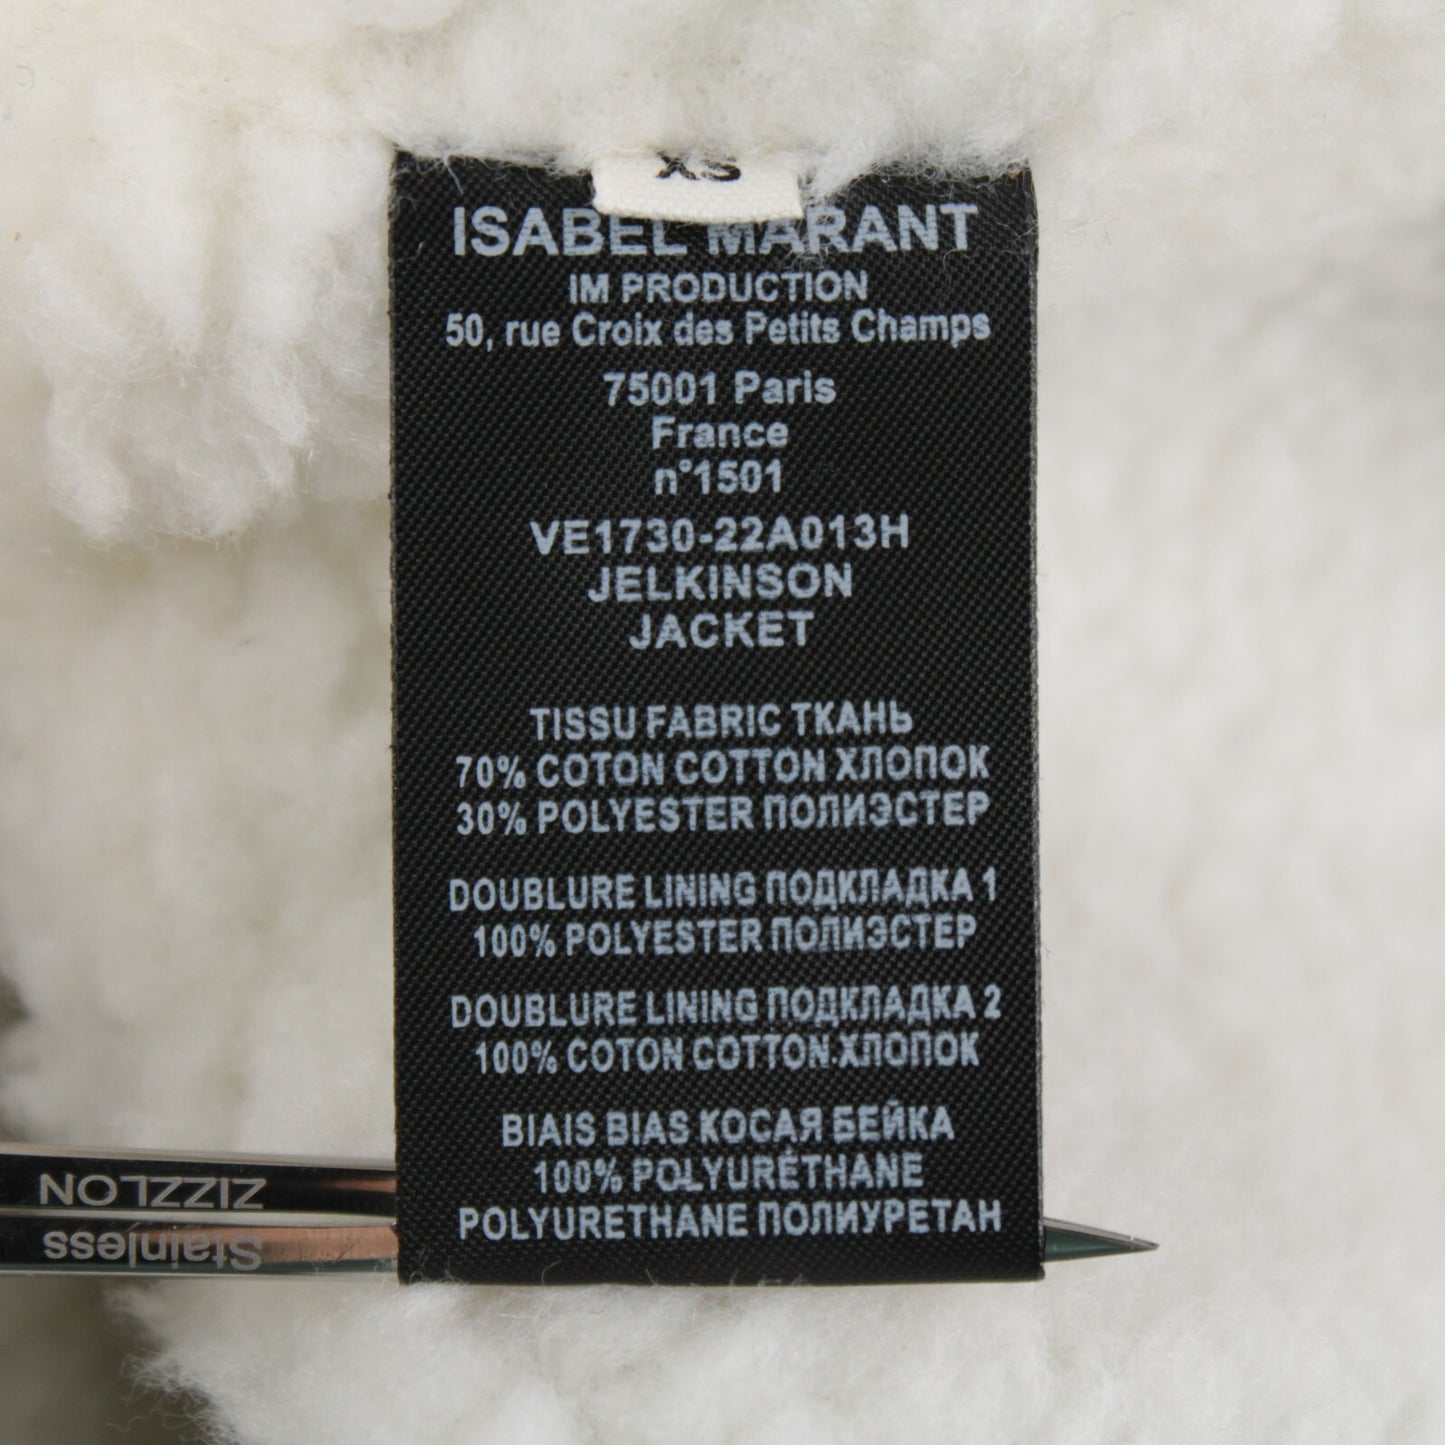 XS
ISABEL MARANT
IM PRODUCTION
50, rue Croix des Petits Champs
75001 Paris
France
n°1501
VE1730-22A013H
JELKINSON
JACKET
TISSU FABRIC ТКАНЬ
70% COTON COTTON ХЛОПОК
30% POLYESTER ПОЛИЭСТЕР
DOUBLURE LINING ПОДКЛАДКА 1
100% POLYESTER ПОЛИЭСТЕР
DOUBLURE LINING ПОДКЛАДКА 2
100% COTON COTTON ХЛОПОК
BIAIS BIAS КОСАЯ БЕЙКА
100% POLYURÉTHANE
POLYURETHANE ПОЛИУРЕТАН
ZIZZLON
Stainless